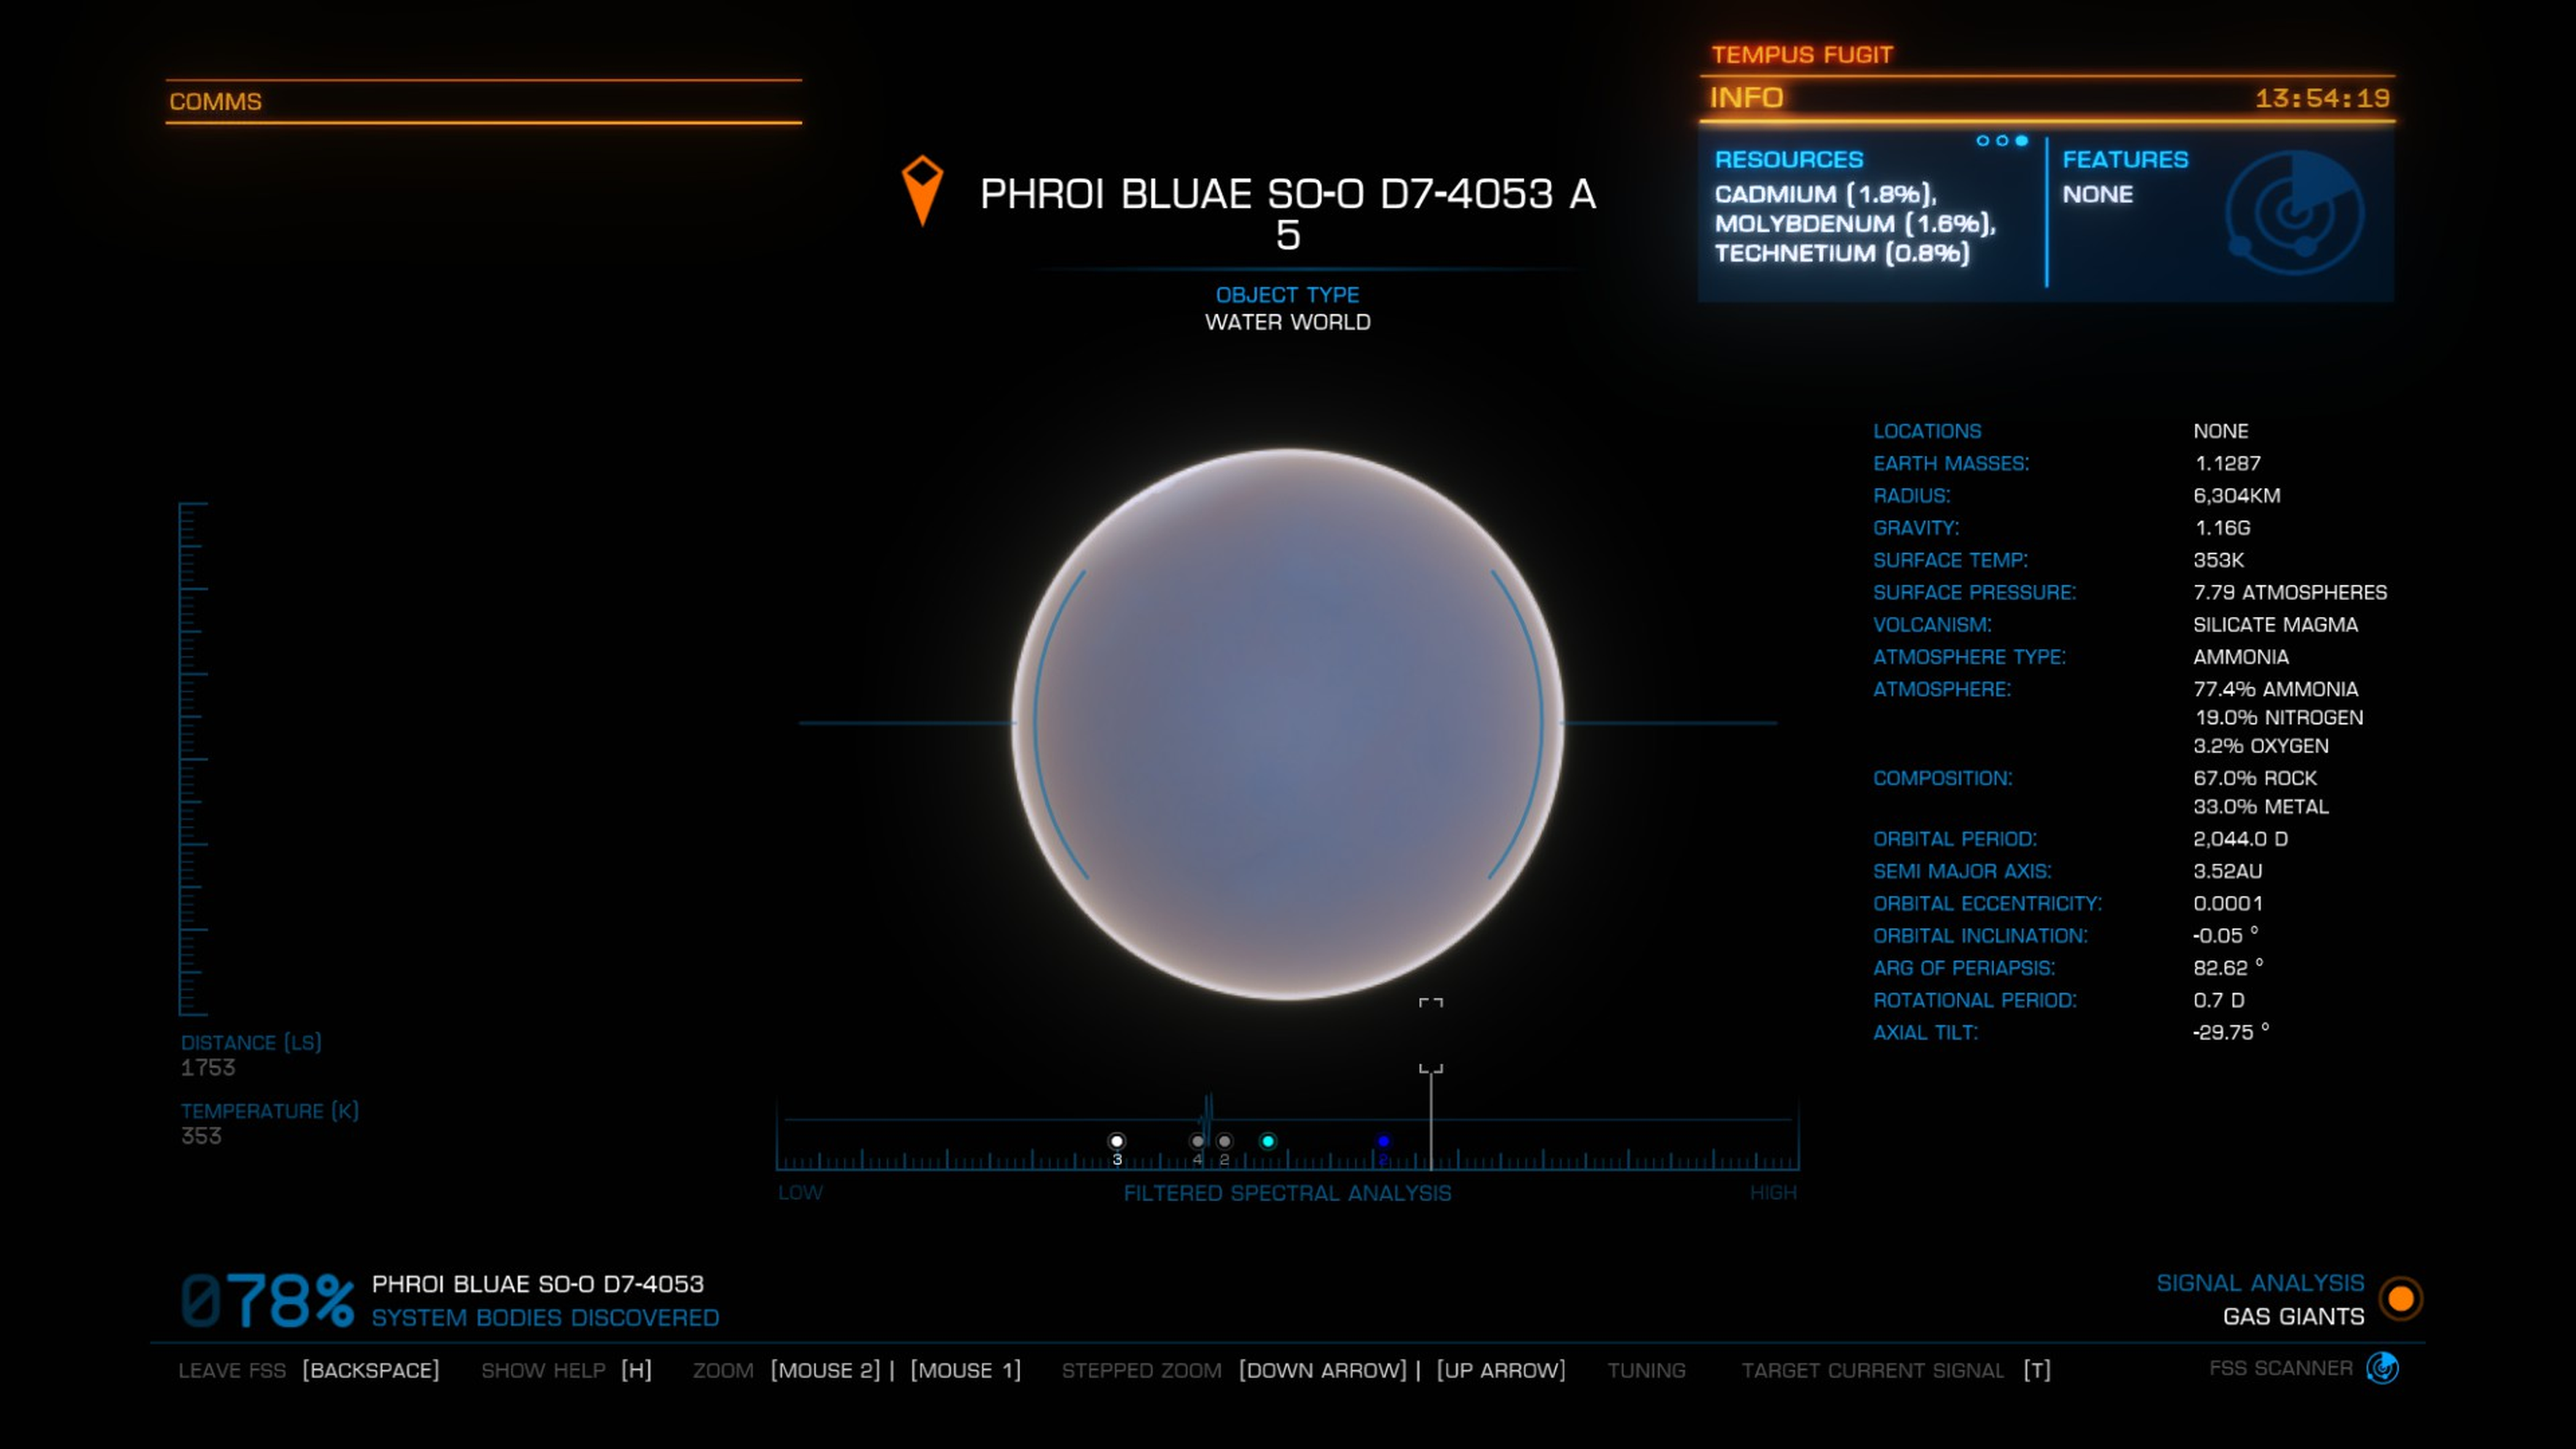 TEMPUS FUGIT
COMMS
INFO 13:54:19
RESOURCES
CADMIUM (1.8%),
MOLYBDENUM (1.6%),
TECHNETIUM (0.8%)
FEATURES
NONE
PHROI BLUAE SO-O D7-4053 A
5
OBJECT TYPE
WATER WORLD
LOCATIONS NONE
EARTH MASSES: 1.1287
RADIUS: 6,304KM
GRAVITY: 1.16G
SURFACE TEMP: 353K
SURFACE PRESSURE: 7.79 ATMOSPHERES
VOLCANISM: SILICATE MAGMA
ATMOSPHERE TYPE: AMMONIA
ATMOSPHERE: 77.4% AMMONIA
19.0% NITROGEN
3.2% OXYGEN
COMPOSITION: 67.0% ROCK
33.0% METAL
ORBITAL PERIOD: 2,044.0 D
SEMI MAJOR AXIS: 3.52AU
ORBITAL ECCENTRICITY: 0.0001
ORBITAL INCLINATION: -0.05 °
ARG OF PERIAPSIS: 82.62 °
ROTATIONAL PERIOD: 0.7 D
AXIAL TILT: -29.75 °
DISTANCE (LS)
1753
TEMPERATURE (K)
353
3 4 2 2
LOW FILTERED SPECTRAL ANALYSIS HIGH
078% PHROI BLUAE SO-O D7-4053
SYSTEM BODIES DISCOVERED
SIGNAL ANALYSIS
GAS GIANTS
LEAVE FSS [BACKSPACE] SHOW HELP [H] ZOOM [MOUSE 2] | [MOUSE 1] STEPPED ZOOM [DOWN ARROW] | [UP ARROW] TUNING TARGET CURRENT SIGNAL [T] FSS SCANNER